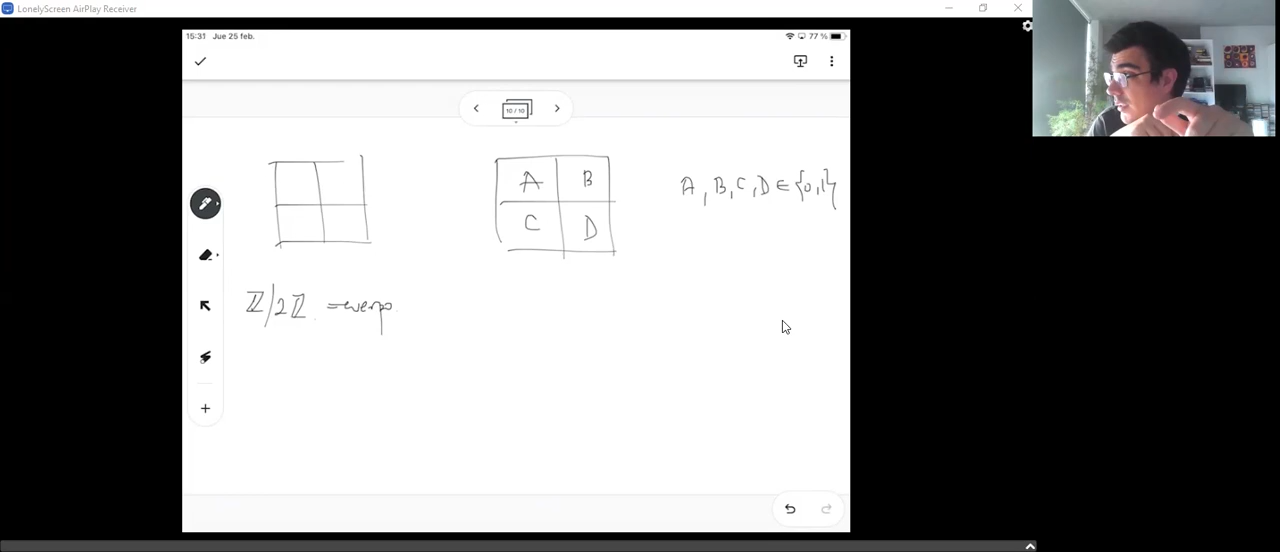 LonelyScreen AirPlay Receiver
15:31 Jue 25 feb.
77 %
10 / 10
A B
C D
A, B, C, D ∈ {0,1}
ℤ/2ℤ = cuerpo.